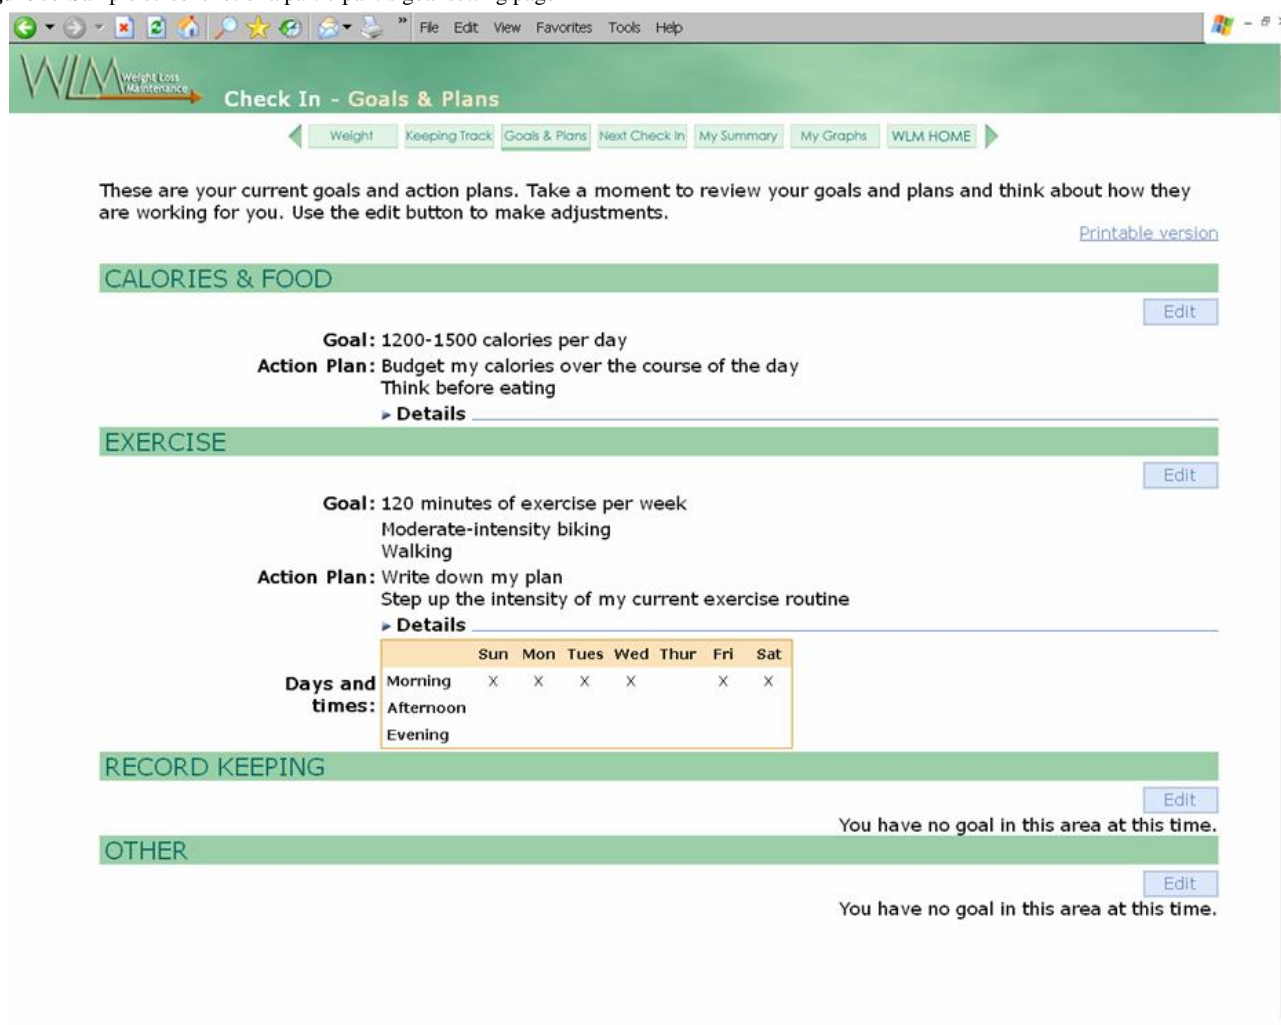 File Edit View Favorites Tools Help
WLM Weight Loss Maintenance
Check In - Goals & Plans
Weight Keeping Track Goals & Plans Next Check In My Summary My Graphs WLM HOME
These are your current goals and action plans. Take a moment to review your goals and plans and think about how they
are working for you. Use the edit button to make adjustments.
Printable version
CALORIES & FOOD
Edit
Goal: 1200-1500 calories per day
Action Plan: Budget my calories over the course of the day
Think before eating
Details
EXERCISE
Edit
Goal: 120 minutes of exercise per week
Moderate-intensity biking
Walking
Action Plan: Write down my plan
Step up the intensity of my current exercise routine
Details
Sun Mon Tues Wed Thur Fri Sat
Days and times:
Morning X X X X X X
Afternoon
Evening
RECORD KEEPING
Edit
You have no goal in this area at this time.
OTHER
Edit
You have no goal in this area at this time.